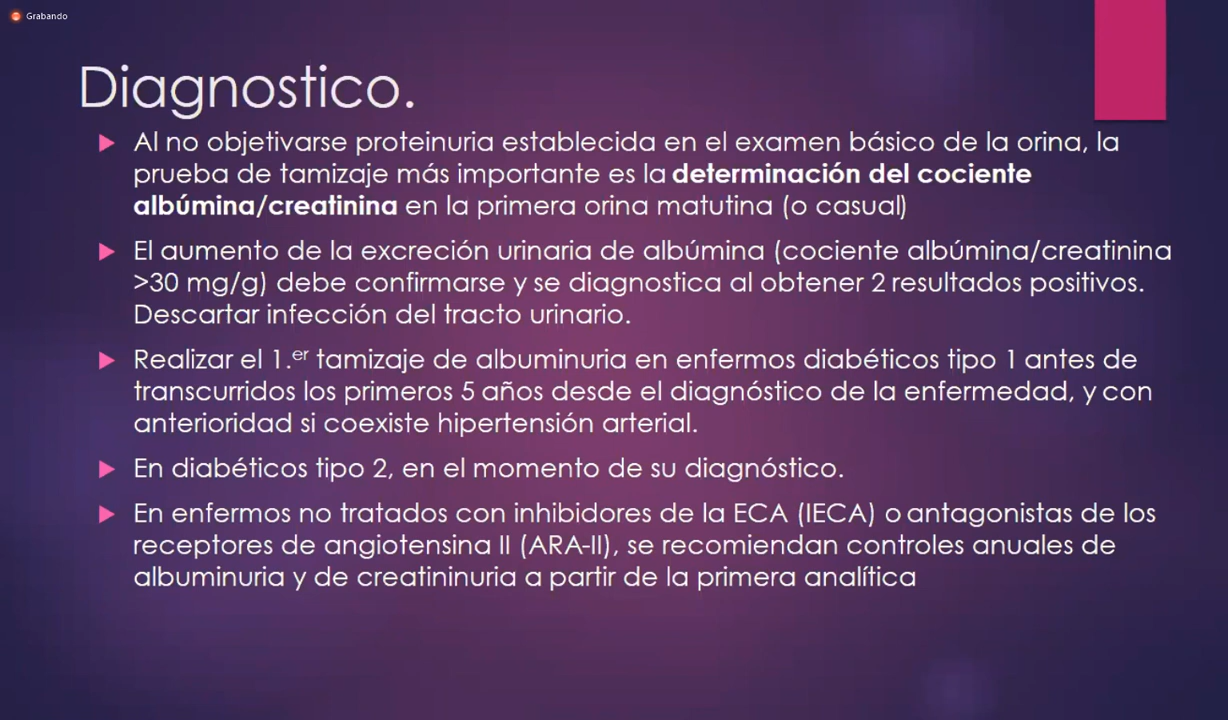 Grabando
Diagnostico.
Al no objetivarse proteinuria establecida en el examen básico de la orina, la
prueba de tamizaje más importante es la determinación del cociente
albúmina/creatinina en la primera orina matutina (o casual)
El aumento de la excreción urinaria de albúmina (cociente albúmina/creatinina
>30 mg/g) debe confirmarse y se diagnostica al obtener 2 resultados positivos.
Descartar infección del tracto urinario.
Realizar el 1.er tamizaje de albuminuria en enfermos diabéticos tipo 1 antes de
transcurridos los primeros 5 años desde el diagnóstico de la enfermedad, y con
anterioridad si coexiste hipertensión arterial.
En diabéticos tipo 2, en el momento de su diagnóstico.
En enfermos no tratados con inhibidores de la ECA (IECA) o antagonistas de los
receptores de angiotensina II (ARA-II), se recomiendan controles anuales de
albuminuria y de creatininuria a partir de la primera analítica